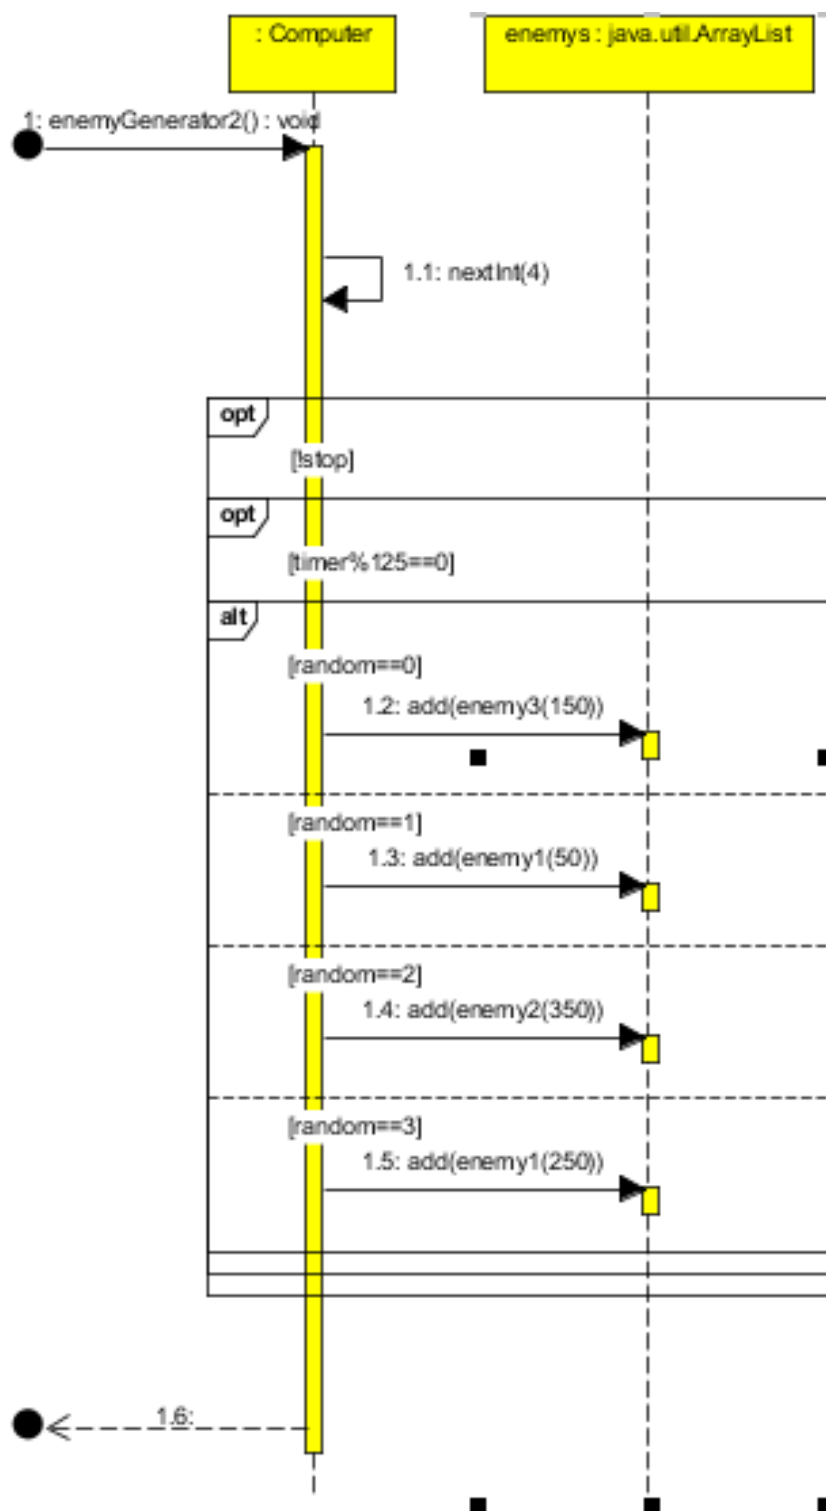 : Computer
enemys : java.util.ArrayList
1: enemyGenerator2() : void
1.1: nextInt(4)
opt
[!stop]
opt
[timer%125==0]
alt
[random==0]
1.2: add(enemy3(150))
[random==1]
1.3: add(enemy1(50))
[random==2]
1.4: add(enemy2(350))
[random==3]
1.5: add(enemy1(250))
1.6: